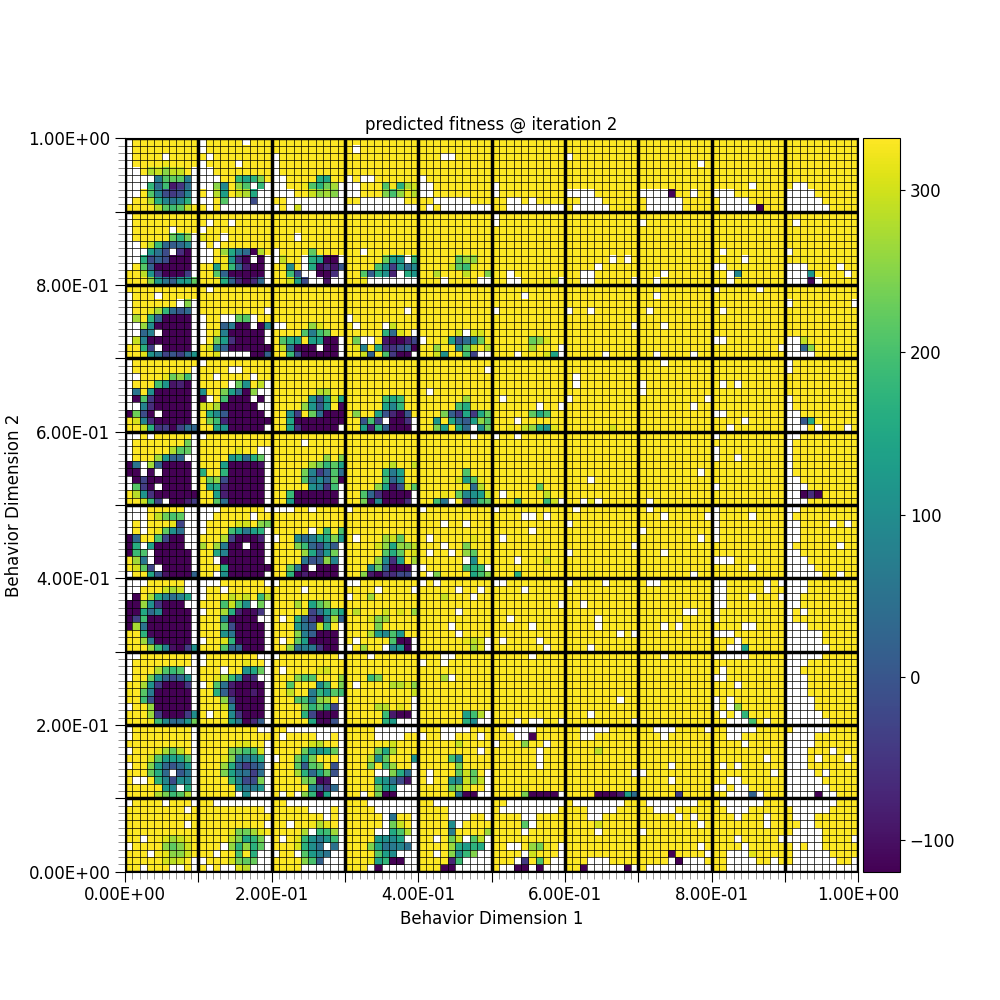 predicted fitness @ iteration 2
1.00E+00
8.00E-01
6.00E-01
4.00E-01
2.00E-01
0.00E+00
Behavior Dimension 2
0.00E+00 2.00E-01 4.00E-01 6.00E-01 8.00E-01 1.00E+00
Behavior Dimension 1
300
200
100
0
−100